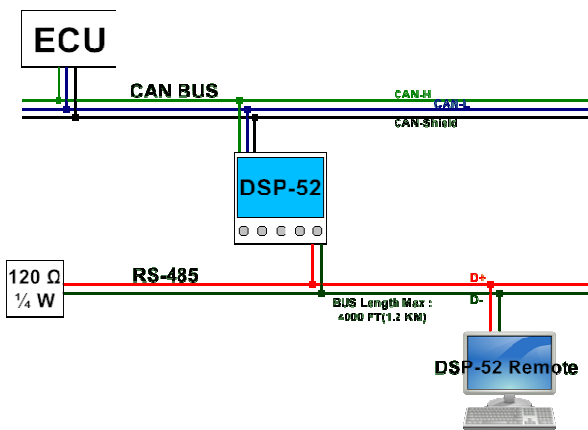 ECU
CAN BUS
CAN-H
CAN-L
CAN-Shield
DSP-52
120 Ω
¼ W
RS-485
D+
D-
BUS Length Max :
4000 FT(1.2 KM)
DSP-52 Remote